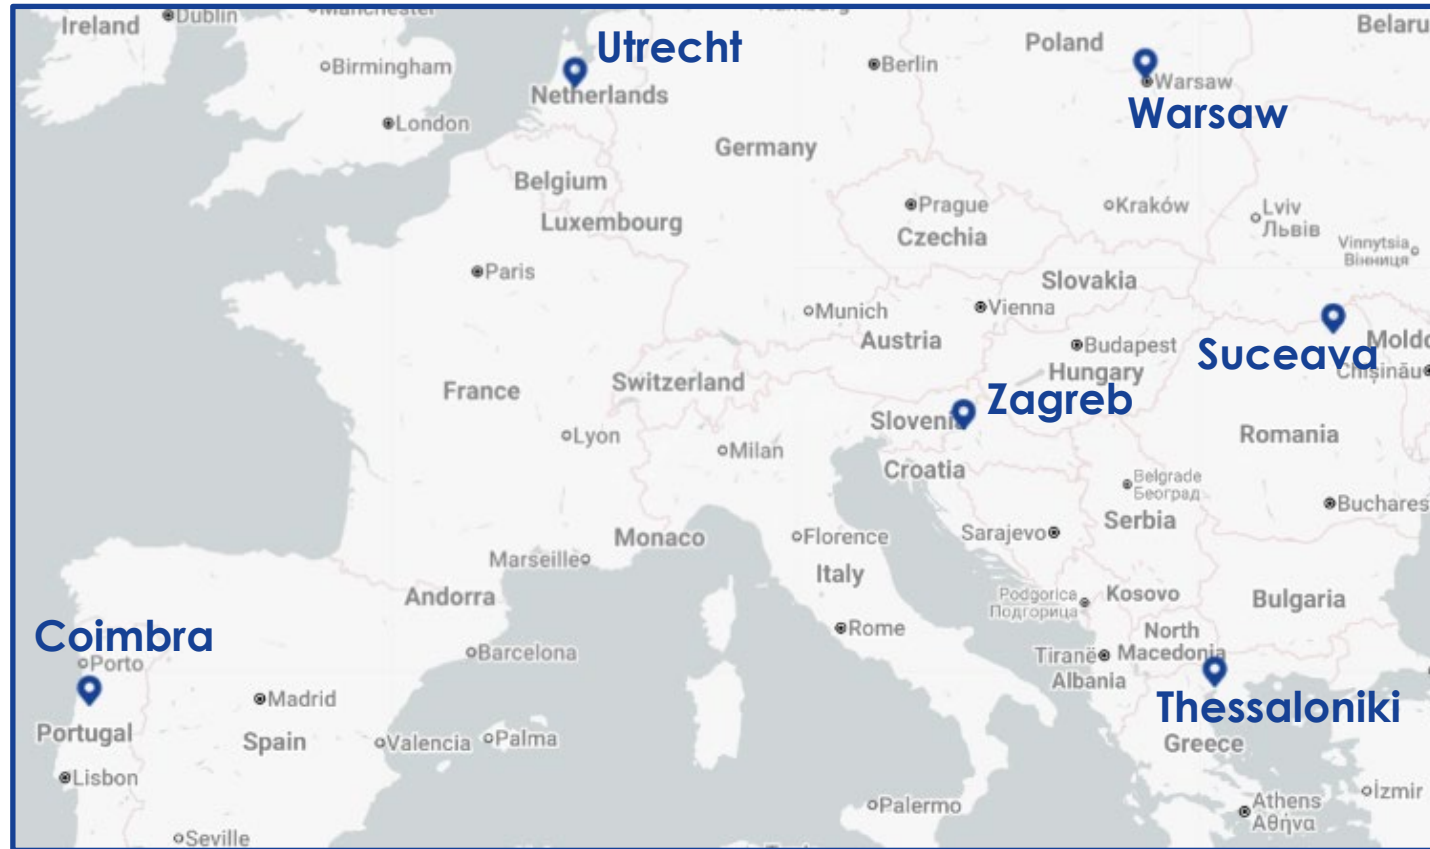 Dublin
Ireland
Utrecht
Poland
Birmingham
Berlin
Warsaw
Netherlands
Warsaw
London
Germany
Belgium
Luxembourg
Prague
Kraków
Lviv
Львів
Czechia
Vinnytsia
Вінниця
Paris
Slovakia
Munich
Vienna
Austria
Budapest
Suceava
Hungary
Switzerland
France
Zagreb
Slovenia
Romania
Lyon
Milan
Croatia
Belgrade
Београд
Serbia
Sarajevo
Monaco
Florence
Marseille
Italy
Andorra
Podgorica
Подгорица
Kosovo
Bulgaria
Coimbra
Rome
North
Macedonia
Porto
Barcelona
Tiranë
Albania
Madrid
Thessaloniki
Portugal
Spain
Valencia
Palma
Greece
Lisbon
İzmir
Palermo
Athens
Αθήνα
Seville